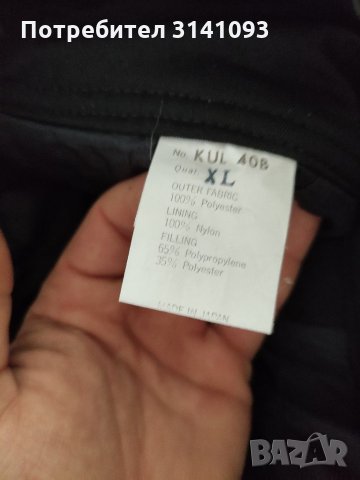 Потребител 3141093
No. KUL 408
Qual. XL
OUTER FABRIC
100% Polyester
LINING
100% Nylon
FILLING
65% Polypropylene
35% Polyester
MADE IN JAPAN
BAZAR